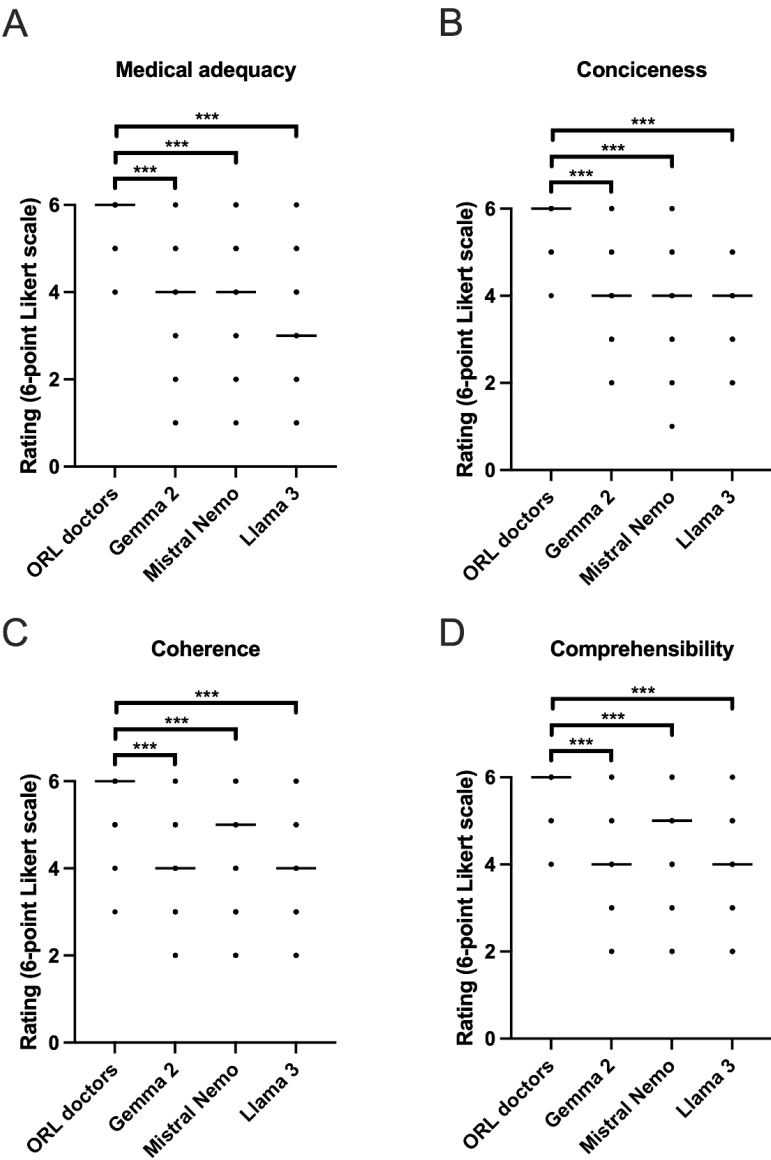 A
Medical adequacy
***
***
***
Rating (6-point Likert scale)
6
4
2
0
ORL doctors
Gemma 2
Mistral Nemo
Llama 3
B
Conciceness
***
***
***
Rating (6-point Likert scale)
6
4
2
0
ORL doctors
Gemma 2
Mistral Nemo
Llama 3
C
Coherence
***
***
***
Rating (6-point Likert scale)
6
4
2
0
ORL doctors
Gemma 2
Mistral Nemo
Llama 3
D
Comprehensibility
***
***
***
Rating (6-point Likert scale)
6
4
2
0
ORL doctors
Gemma 2
Mistral Nemo
Llama 3